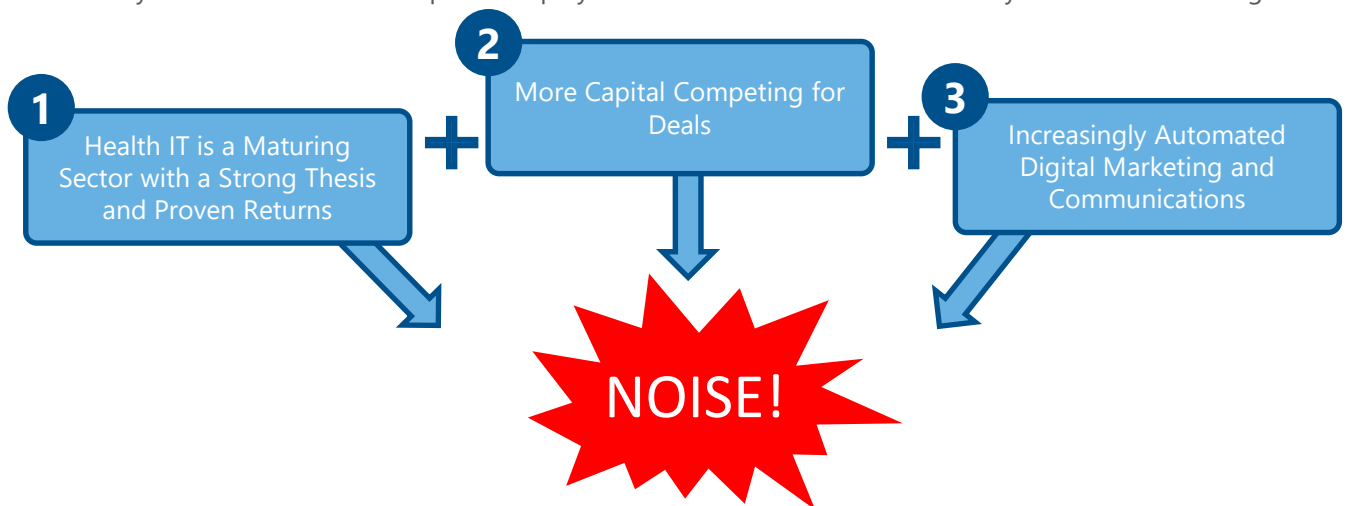 1
Health IT is a Maturing
Sector with a Strong Thesis
and Proven Returns
2
More Capital Competing for
Deals
3
Increasingly Automated
Digital Marketing and
Communications
NOISE!